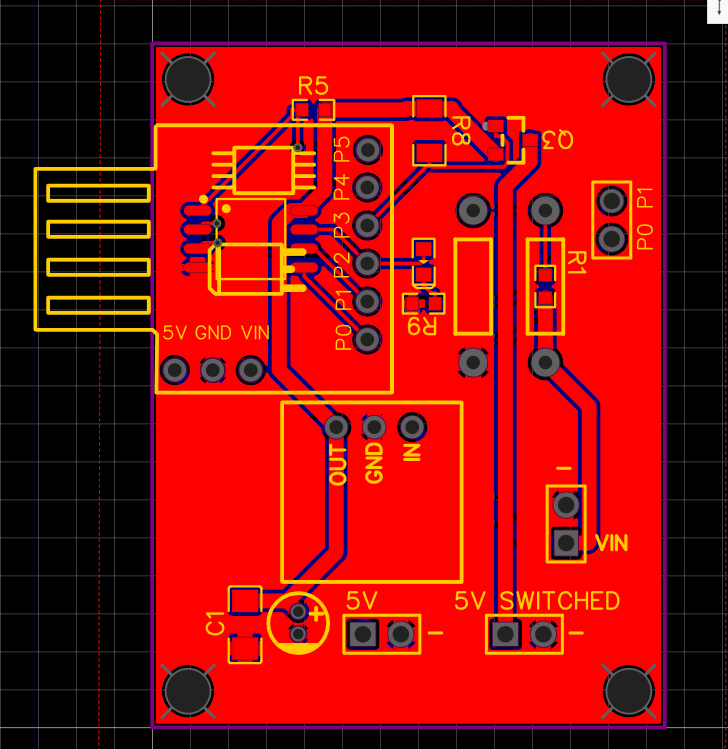 R5
R8
Q3
P5
P4
P3
P2
P1
P0
P0 P1
R1
R9
5V GND VIN
OUT
GND
IN
–
VIN
C1
+
5V
–
5V SWITCHED
–